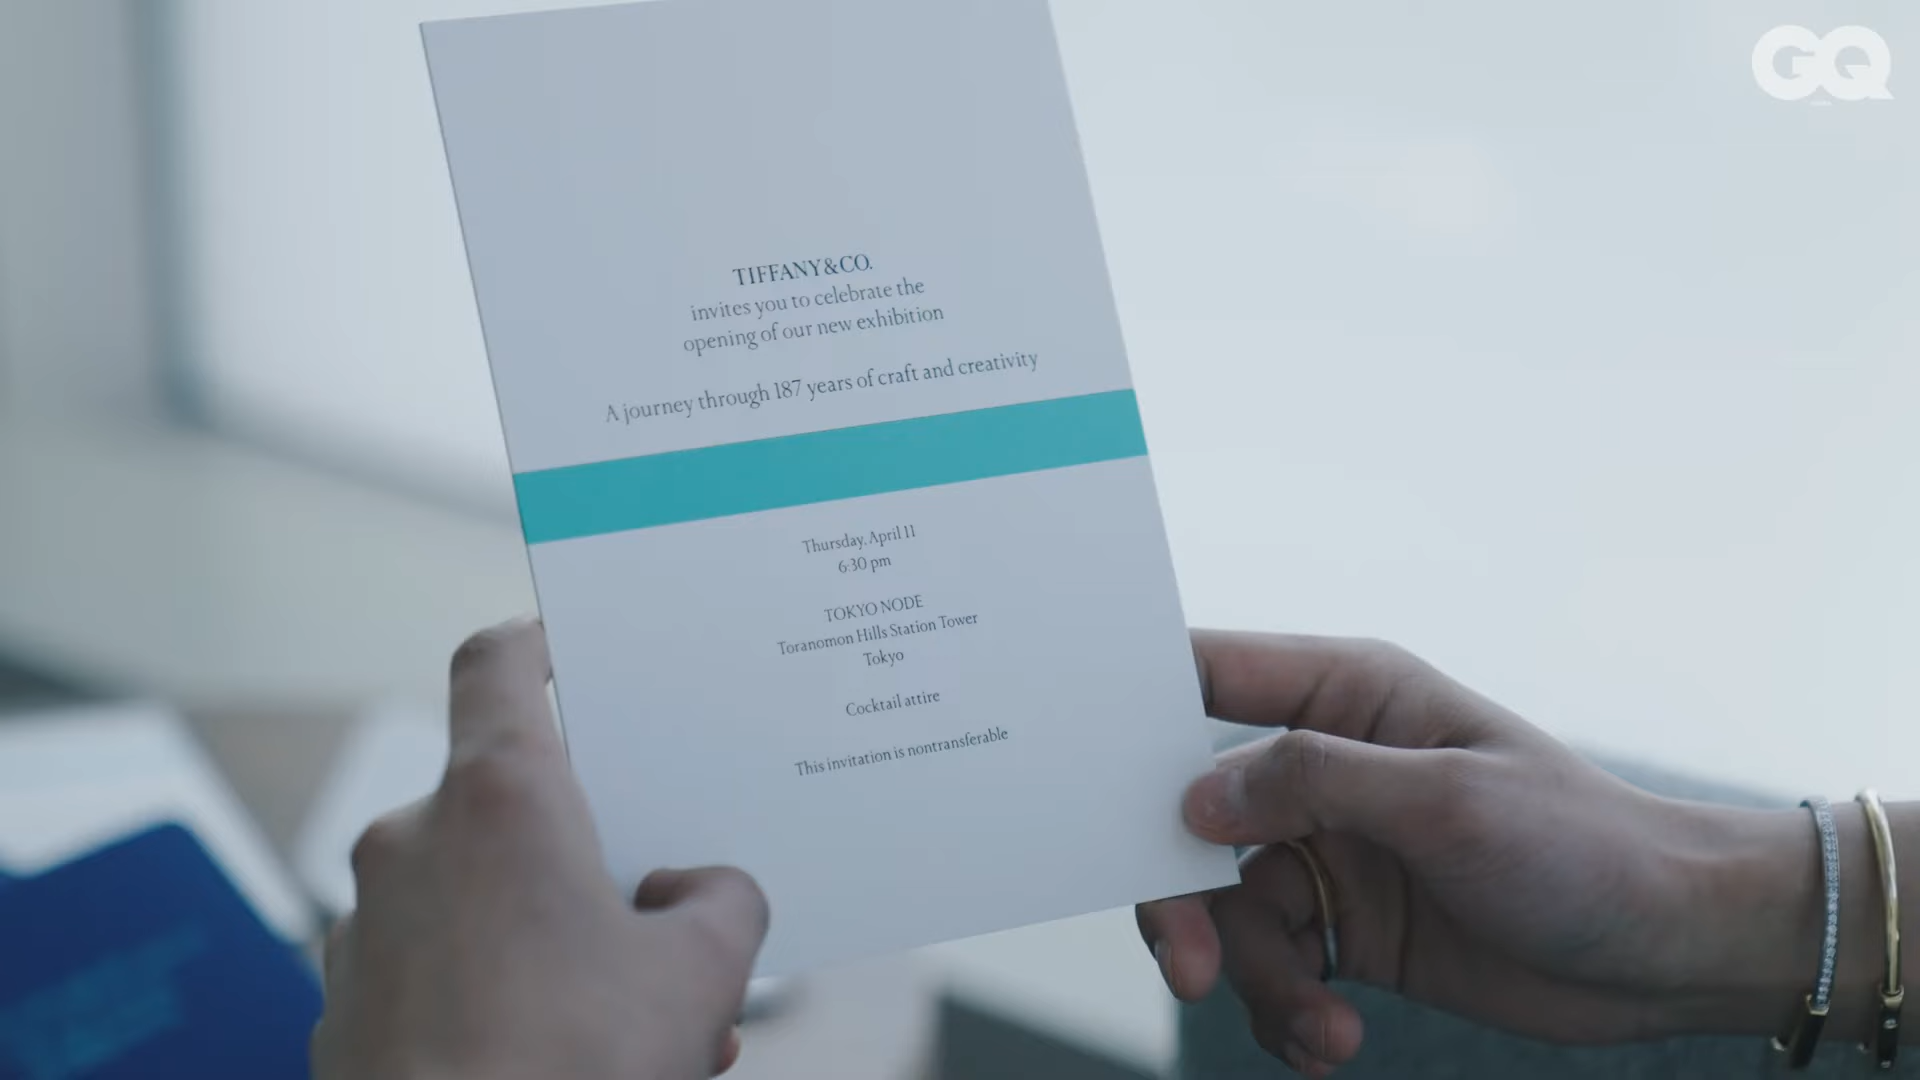 GQ
TIFFANY&CO.
invites you to celebrate the
opening of our new exhibition
A journey through 187 years of craft and creativity
Thursday, April 11
6:30 pm
TOKYO NODE
Toranomon Hills Station Tower
Tokyo
Cocktail attire
This invitation is nontransferable